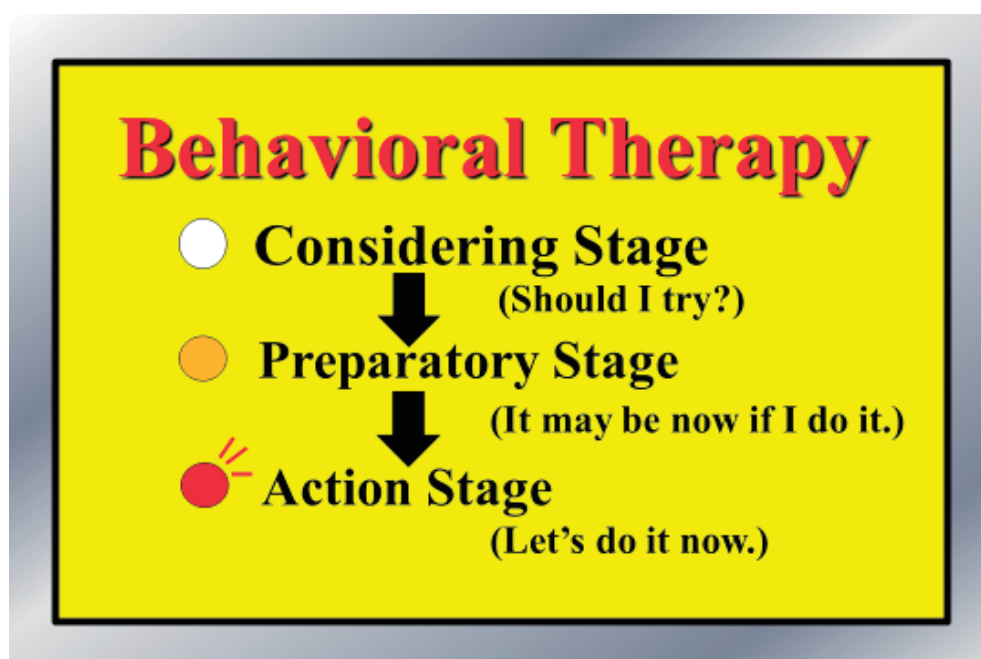 Behavioral Therapy
Considering Stage
(Should I try?)
Preparatory Stage
(It may be now if I do it.)
Action Stage
(Let’s do it now.)